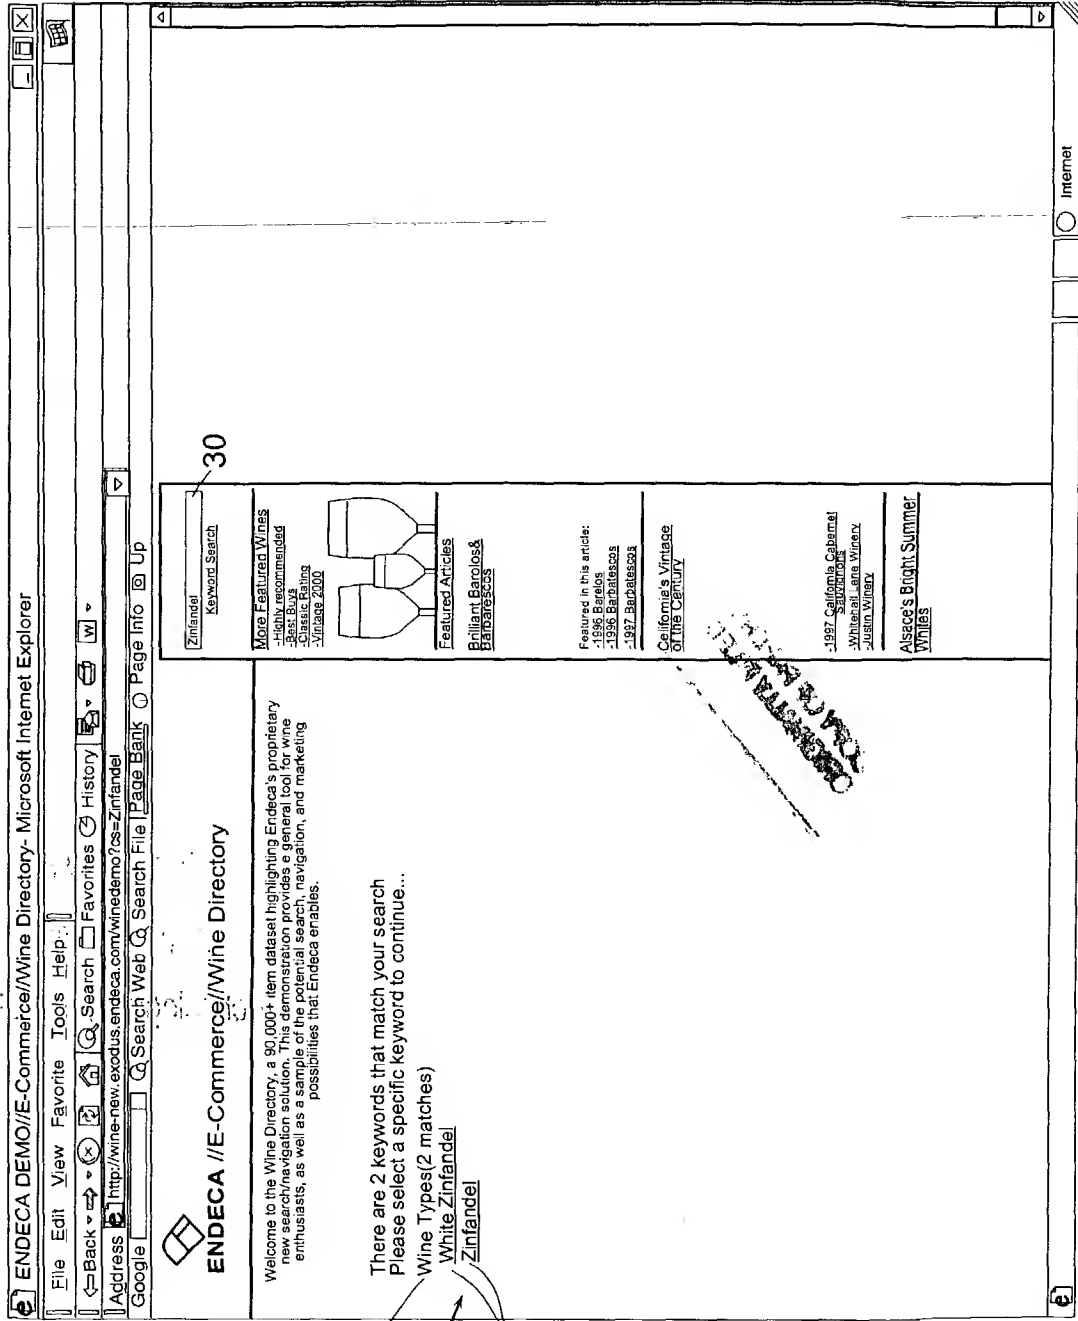 ENDECA DEMO//E-Commerce//Wine Directory- Microsoft Internet Explorer
File Edit View Favorite Tools Help
Back Search Favorites History W
Address http://wine-new.exodus.endeca.com/winedemo?cs=Zinfandel
Google Search Web Search File Page Bank Page Info Up
ENDECA //E-Commerce//Wine Directory
Welcome to the Wine Directory, a 90,000+ item dataset highlighting Endeca's proprietary
new search/navigation solution. This demonstration provides e general tool for wine
enthusiasts, as well as a sample of the potential search, navigation, and marketing
possibilities that Endeca enables.
There are 2 keywords that match your search
Please select a specific keyword to continue...
Wine Types(2 matches)
White Zinfandel
Zinfandel
Zinfandel
30
Keyword Search
More Featured Wines
-Highly recommended
-Best Buys
-Classic Rating
-Vintage 2000
Featured Articles
Brilliant Barolos&
Barbarescos
Featured in this article:
-1996 Barelos
-1996 Barbatescos
-1997 Barbatescos
Celifornia's Vintage
of the Century
-1997 California Cabernet
-Whitehall Lane Winery
-Justin Winery
Alsace's Bright Summer
Whites
Internet